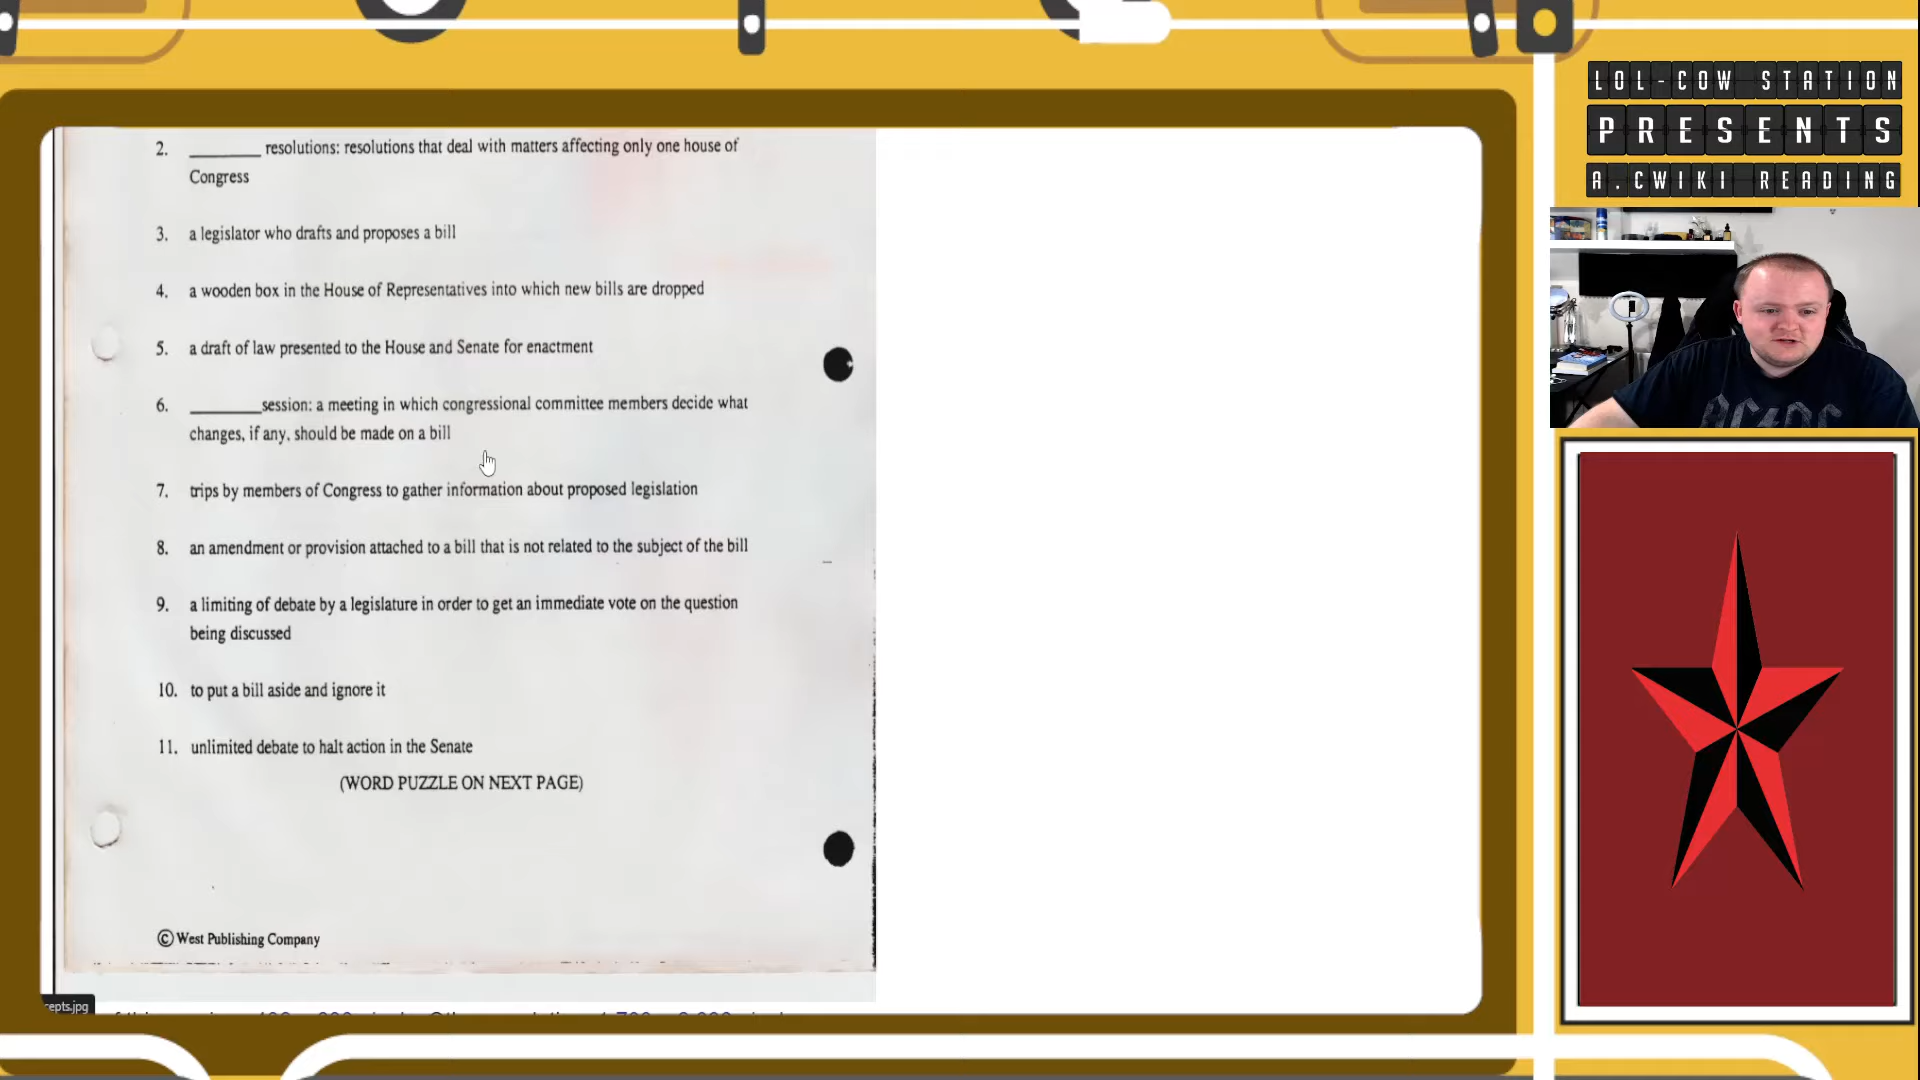 LOL-COW STATION
PRESENTS
A.CWIKI READING
2. ________ resolutions: resolutions that deal with matters affecting only one house of
Congress
3. a legislator who drafts and proposes a bill
4. a wooden box in the House of Representatives into which new bills are dropped
5. a draft of law presented to the House and Senate for enactment
6. ________session: a meeting in which congressional committee members decide what
changes, if any, should be made on a bill
7. trips by members of Congress to gather information about proposed legislation
8. an amendment or provision attached to a bill that is not related to the subject of the bill
9. a limiting of debate by a legislature in order to get an immediate vote on the question
being discussed
10. to put a bill aside and ignore it
11. unlimited debate to halt action in the Senate
(WORD PUZZLE ON NEXT PAGE)
© West Publishing Company
cepts.jpg
AC/DC